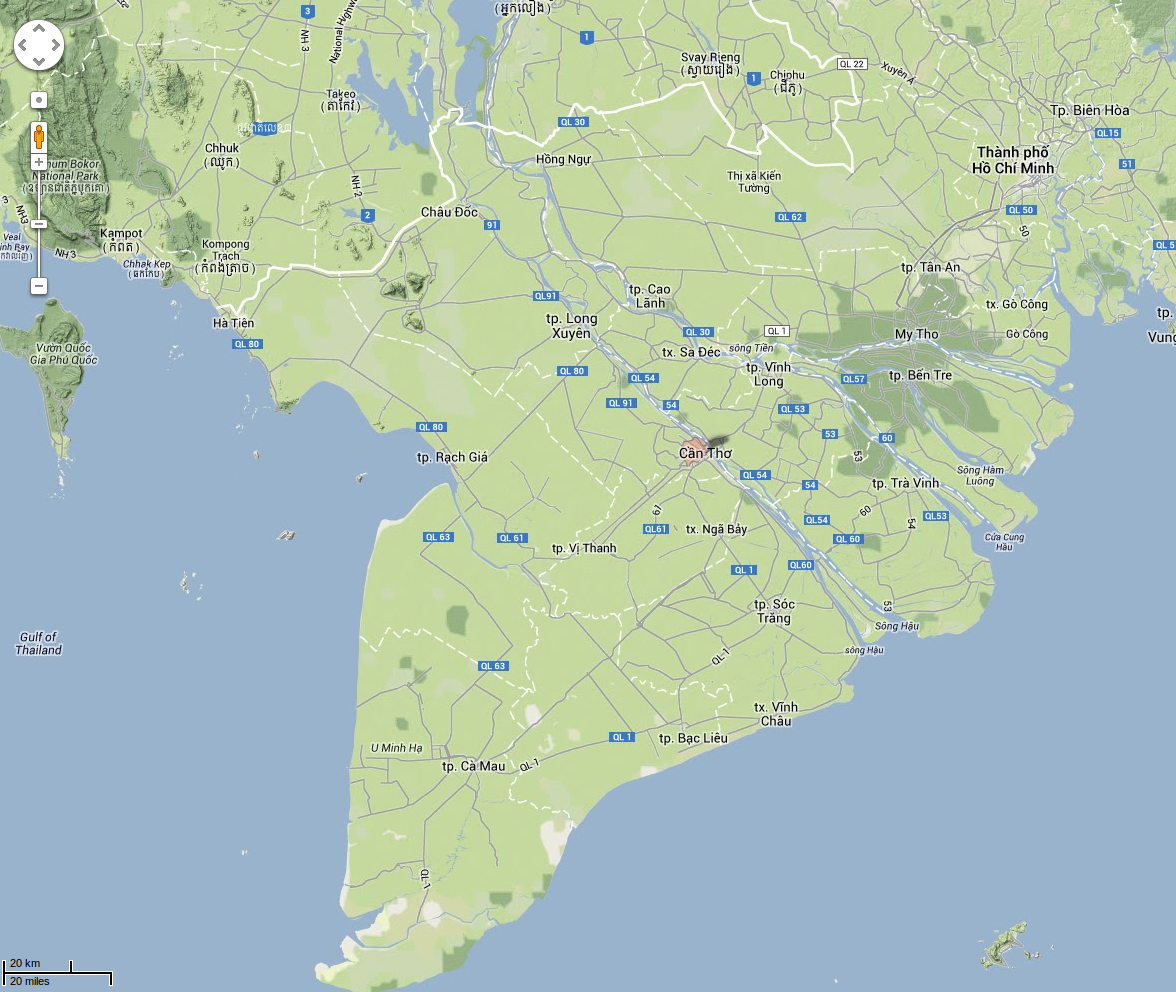 (អ្នកលឿង)
3
NH 3
National Highway
1
Svay Rieng
(ស្វាយរៀង)
1
Chiphu
(ជីភូ)
QL 22
Xuyên Á
Takeo
(តាកែវ)
QL 30
Tp. Biên Hòa
QL15
51
Chhuk
(ឈូក)
Hồng Ngự
Thành phố
Hồ Chí Minh
National Park
Thị xã Kiến
Tường
NH 2
2
Châu Đốc
91
QL 62
QL 50
50
NH3
Kampot
(កំពត)
NH 3
Kompong
Trach
(កំពង់ត្រាច)
Chhak Kep
(ឆកកែប)
QL 5
tp. Tân An
QL91
tp. Cao
Lãnh
tx. Gò Công
Hà Tiên
QL 80
tp. Long
Xuyên
QL 30
QL 1
My Tho
Gò Công
tp.
Vung
Vườn Quốc
Gia Phú Quốc
tx. Sa Đéc
sông Tiền
tp. Vĩnh
Long
QL 80
QL 54
QL57
tp. Bến Tre
QL 91
54
QL 53
QL 80
53
60
tp. Rạch Giá
Cần Thơ
53
QL 54
54
tp. Trà Vinh
Sông Hàm
Luông
61
60
54
QL53
QL54
QL 63
QL 61
QL61
tx. Ngã Bảy
QL 60
Cửa Cung
Hầu
tp. Vị Thanh
QL 1
QL60
tp. Sóc
Trăng
53
Sông Hậu
Gulf of
Thailand
sông Hậu
QL 63
QL-1
tx. Vĩnh
Châu
QL 1
tp. Bạc Liêu
U Minh Hạ
tp. Cà Mau
QL-1
QL-1
20 km
20 miles